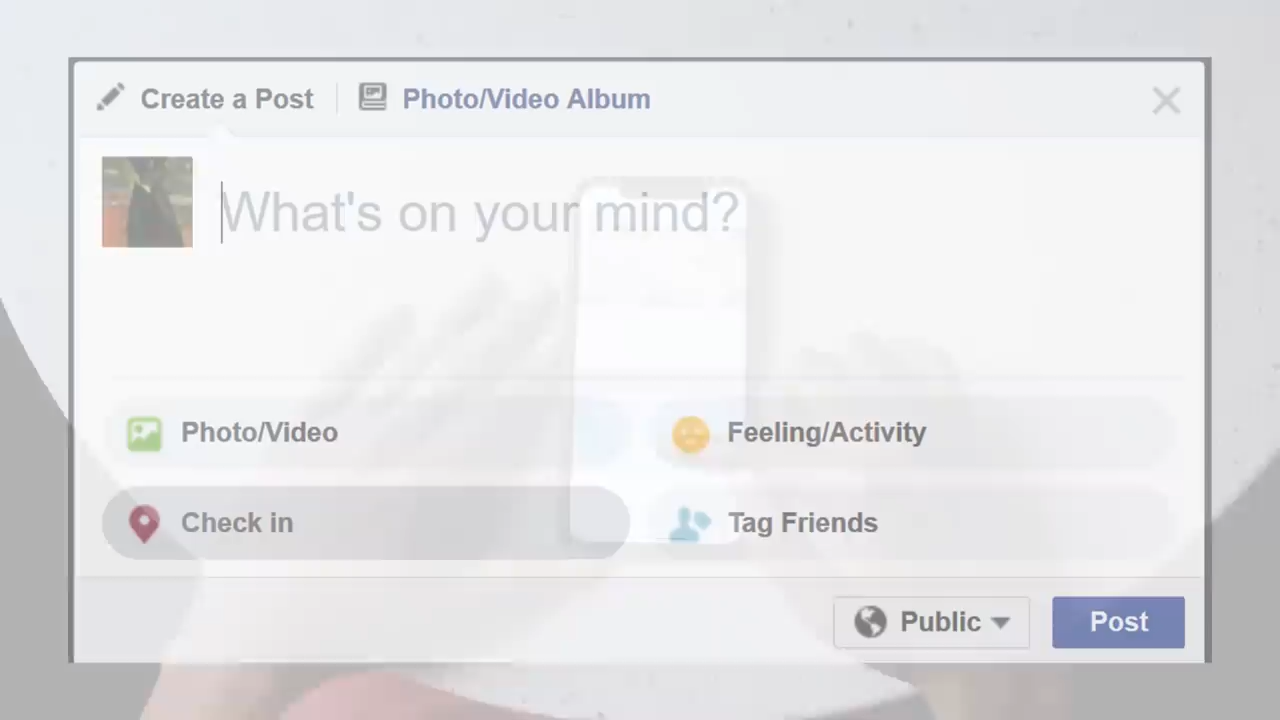 Create a Post Photo/Video Album
What's on your mind?
Photo/Video Feeling/Activity
Check in Tag Friends
Public Post